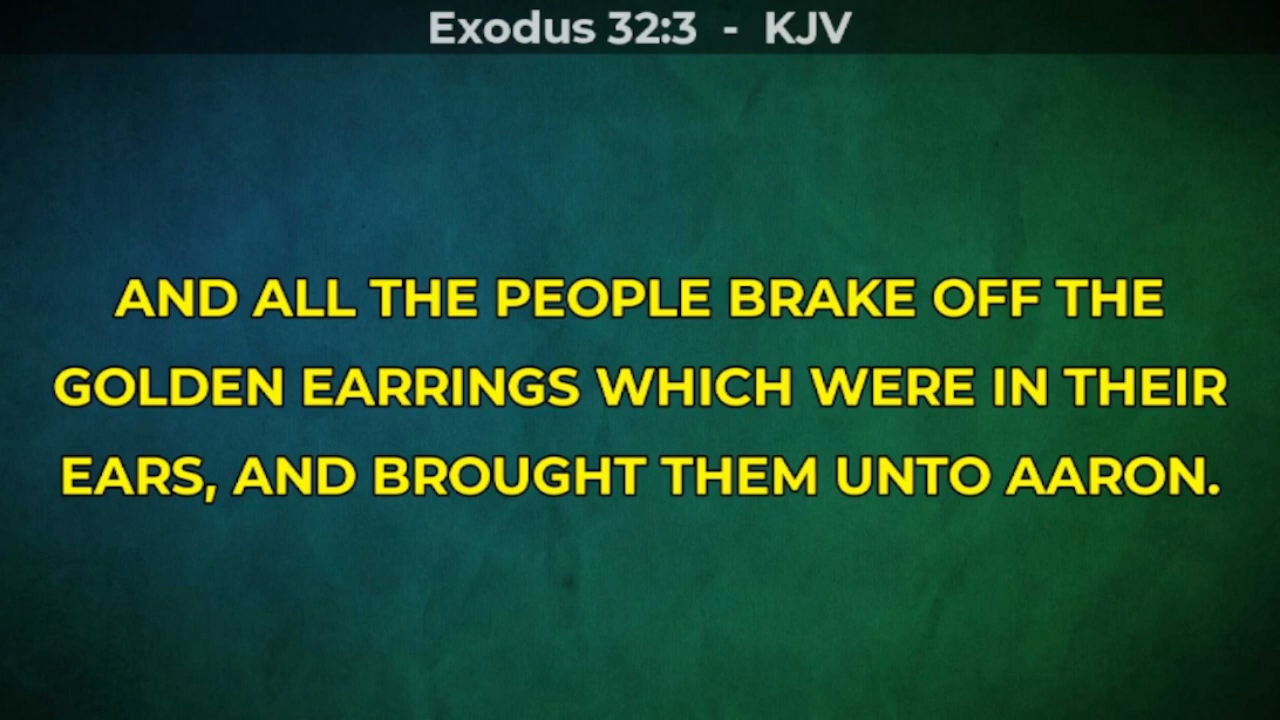 Exodus 32:3 - KJV
AND ALL THE PEOPLE BRAKE OFF THE
GOLDEN EARRINGS WHICH WERE IN THEIR
EARS, AND BROUGHT THEM UNTO AARON.